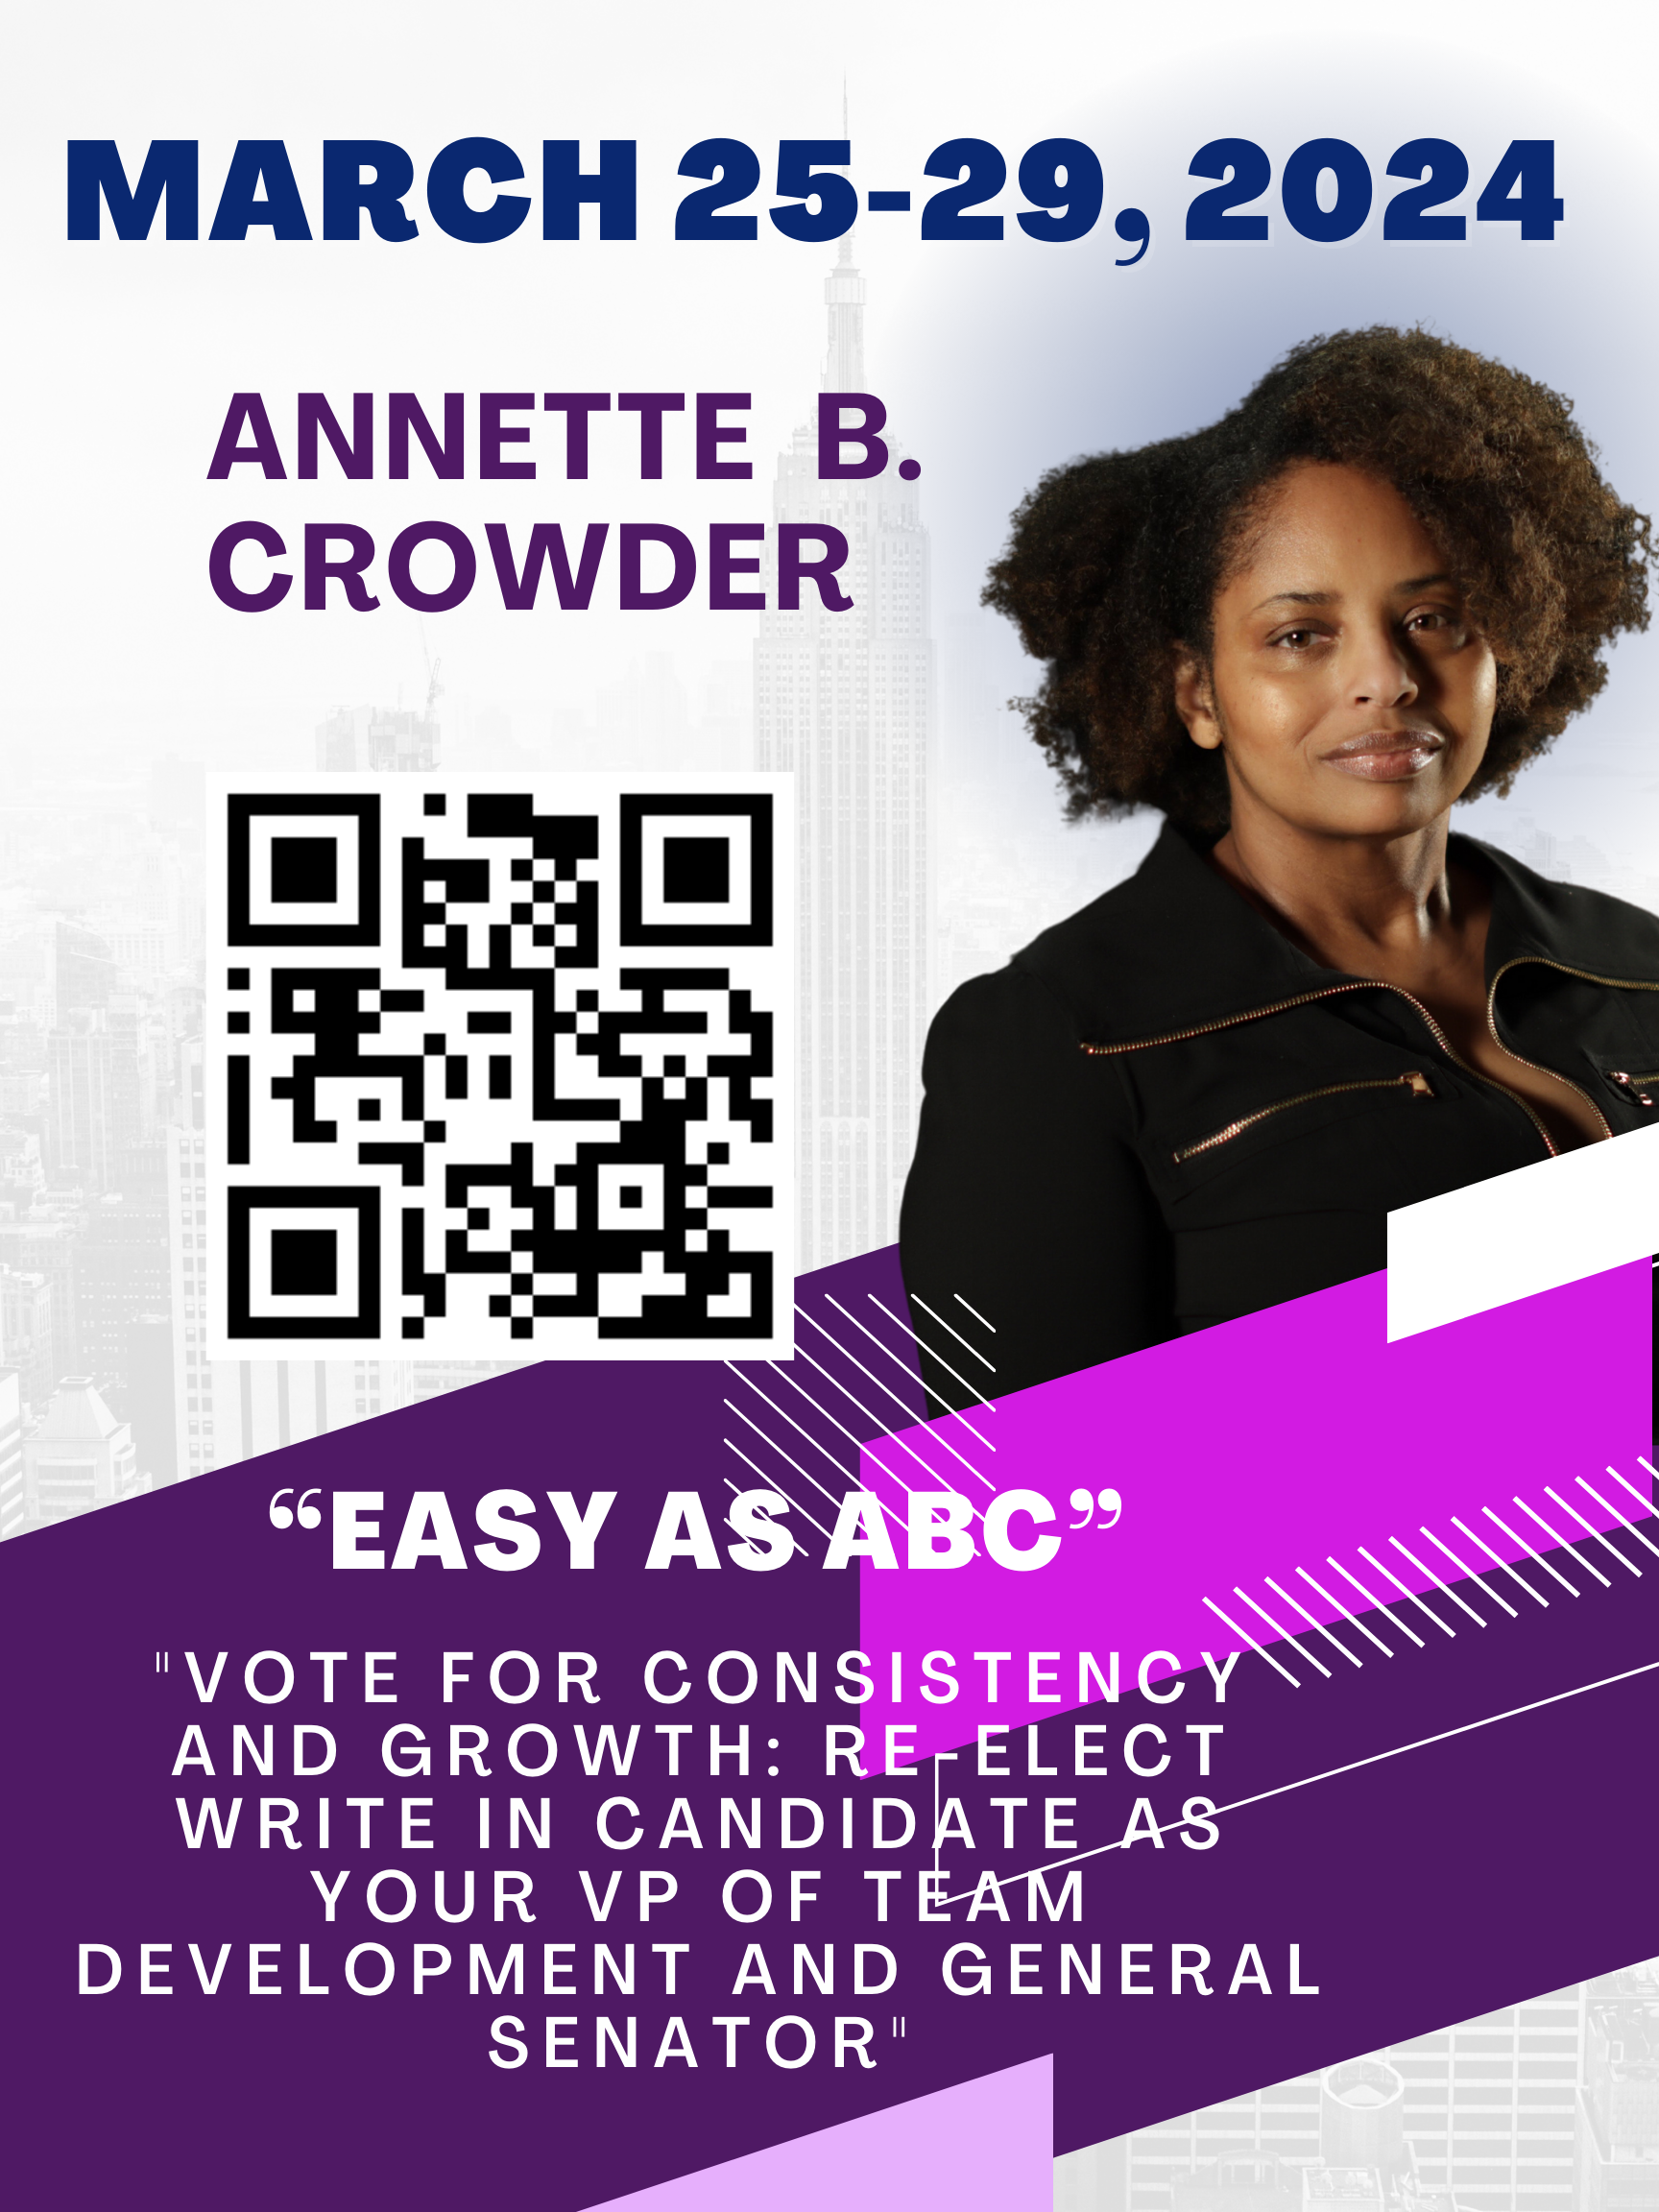 MARCH 25-29, 2024
ANNETTE B.
CROWDER
“EASY AS ABC”
"VOTE FOR CONSISTENCY
AND GROWTH: RE-ELECT
WRITE IN CANDIDATE AS
YOUR VP OF TEAM
DEVELOPMENT AND GENERAL
SENATOR"